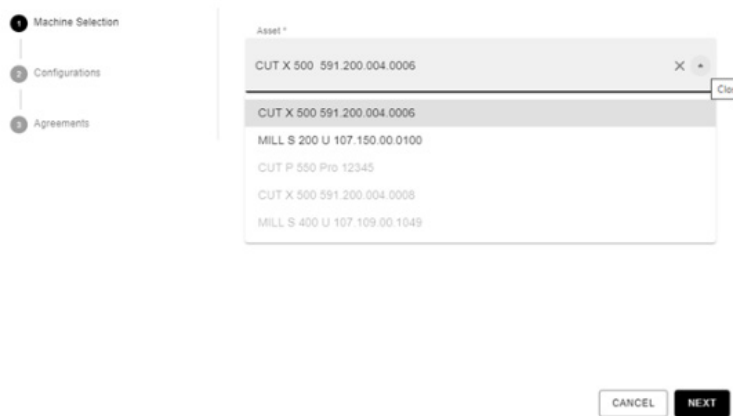 1 Machine Selection
2 Configurations
3 Agreements
Asset *
CUT X 500 591.200.004.0006
CUT X 500 591.200.004.0006
MILL S 200 U 107.150.00.0100
CUT P 550 Pro 12345
CUT X 500 591.200.004.0008
MILL S 400 U 107.109.00.1049
CANCEL
NEXT